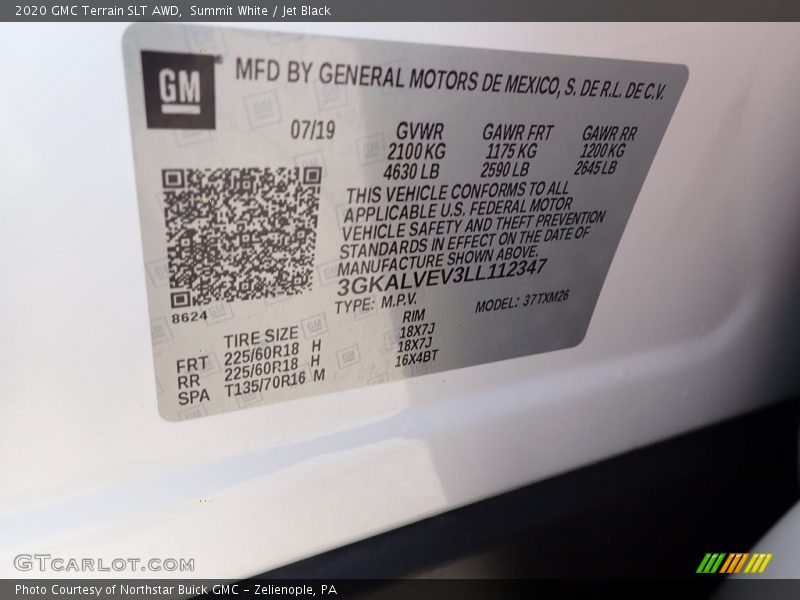 2020 GMC Terrain SLT AWD, Summit White / Jet Black
GM
MFD BY GENERAL MOTORS DE MEXICO, S. DE R.L. DE C.V.
07/19 GVWR GAWR FRT GAWR RR
2100 KG 1175 KG 1200 KG
4630 LB 2590 LB 2645 LB
THIS VEHICLE CONFORMS TO ALL
APPLICABLE U.S. FEDERAL MOTOR
VEHICLE SAFETY AND THEFT PREVENTION
STANDARDS IN EFFECT ON THE DATE OF
MANUFACTURE SHOWN ABOVE.
3GKALVEV3LL112347
8624
TYPE: M.P.V. MODEL: 37TXM26
TIRE SIZE RIM
FRT 225/60R18 H 18X7J
RR 225/60R18 H 18X7J
SPA T135/70R16 M 16X4BT
GTCARLOT.COM
Photo Courtesy of Northstar Buick GMC – Zelienople, PA